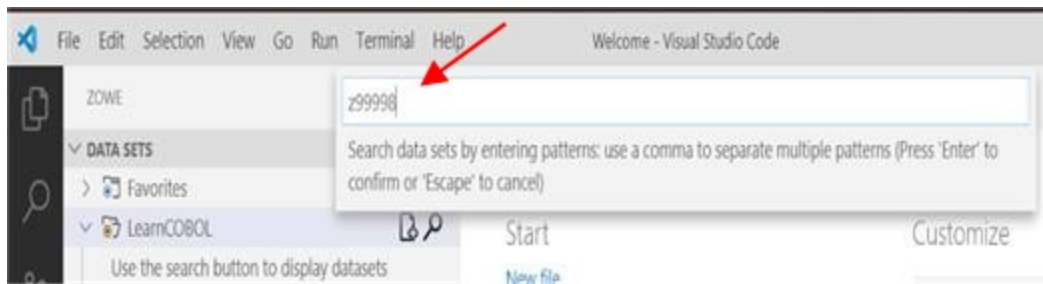 File Edit Selection View Go Run Terminal Help Welcome - Visual Studio Code
ZOWE
z99998
DATA SETS
Search data sets by entering patterns: use a comma to separate multiple patterns (Press 'Enter' to
confirm or 'Escape' to cancel)
Favorites
LearnCOBOL
Start Customize
Use the search button to display datasets
New file